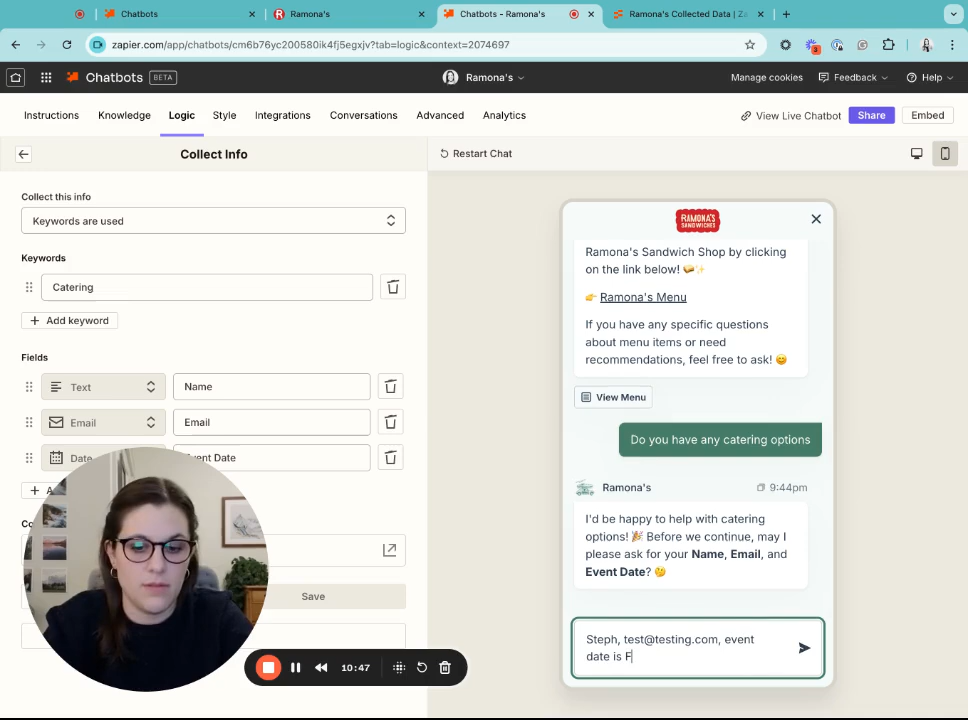 Chatbots
Ramona's
Chatbots - Ramona's
Ramona's Collected Data | Za
zapier.com/app/chatbots/cm6b76yc200580ik4fj5egxjv?tab=logic&context=2074697
3
Chatbots BETA
Ramona's
Manage cookies
Feedback
Help
Instructions
Knowledge
Logic
Style
Integrations
Conversations
Advanced
Analytics
View Live Chatbot
Share
Embed
Collect Info
Restart Chat
Collect this info
Keywords are used
Keywords
Catering
+ Add keyword
Fields
Text
Name
Email
Email
Date
Event Date
Save
10:47
RAMONA'S
SANDWICHES
Ramona's Sandwich Shop by clicking
on the link below! 🥪✨
👉 Ramona's Menu
If you have any specific questions
about menu items or need
recommendations, feel free to ask! 😊
View Menu
Do you have any catering options
Ramona's
9:44pm
I'd be happy to help with catering
options! 🎉 Before we continue, may I
please ask for your Name, Email, and
Event Date? 🤔
Steph, test@testing.com, event
date is F